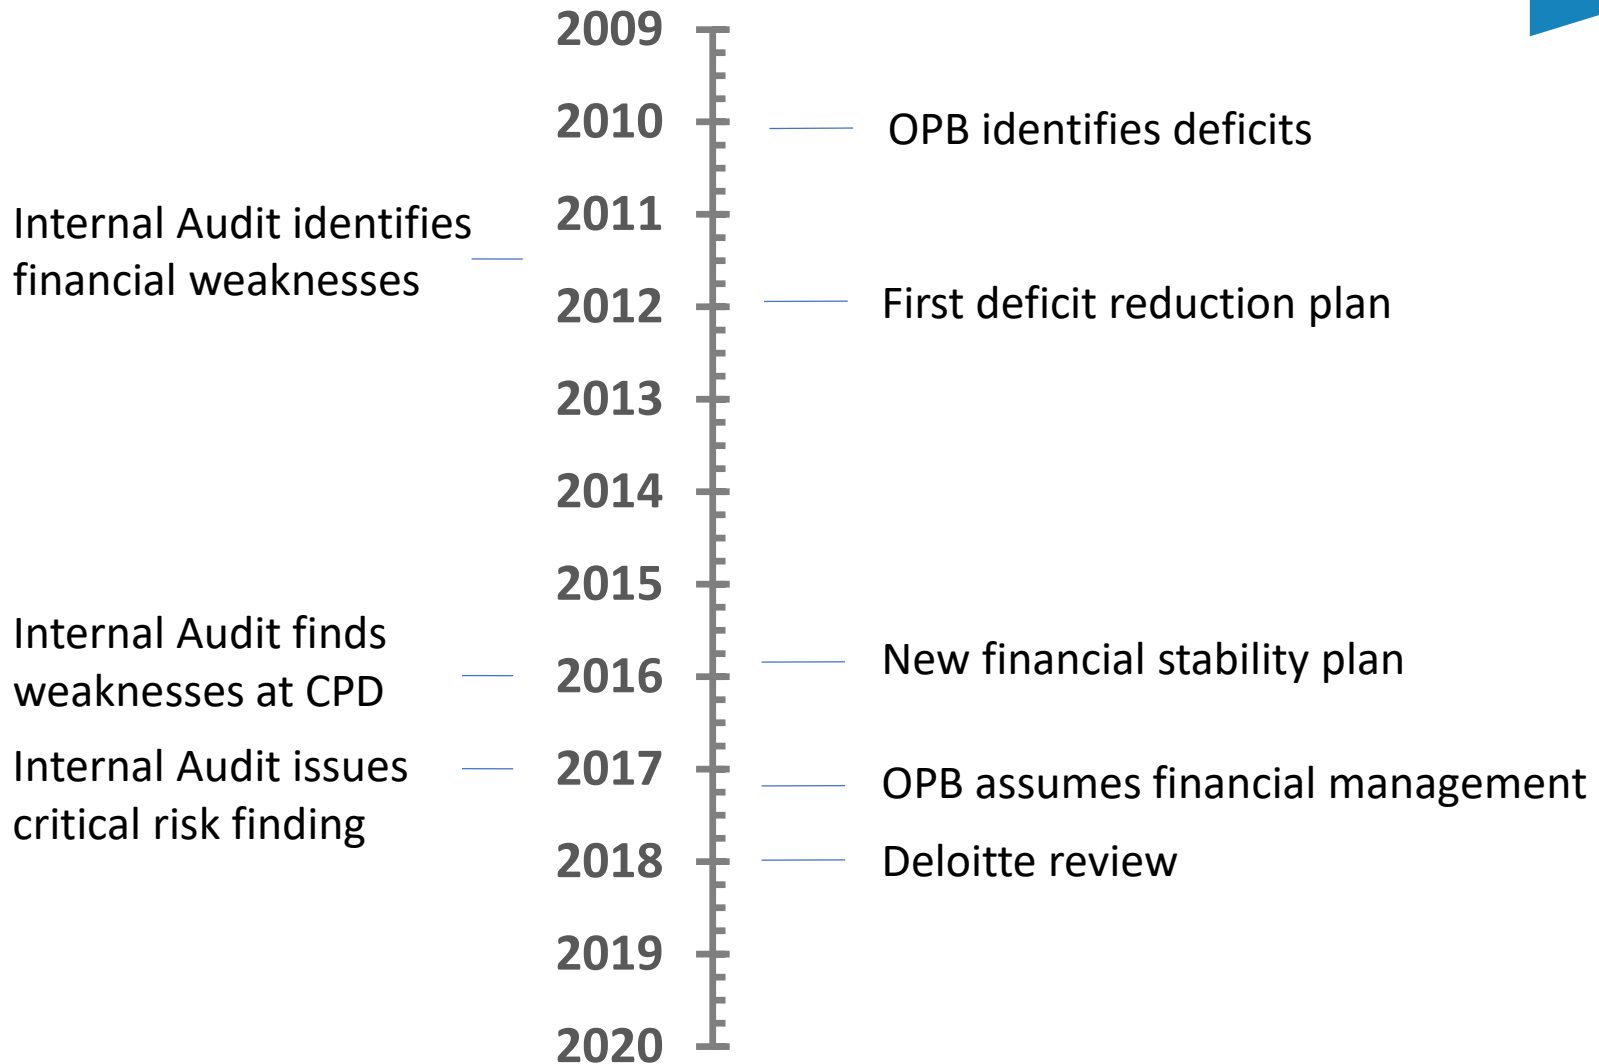 2009
2010
OPB identifies deficits
Internal Audit identifies
financial weaknesses
2011
2012
First deficit reduction plan
2013
2014
2015
Internal Audit finds
weaknesses at CPD
2016
New financial stability plan
Internal Audit issues
critical risk finding
2017
OPB assumes financial management
2018
Deloitte review
2019
2020